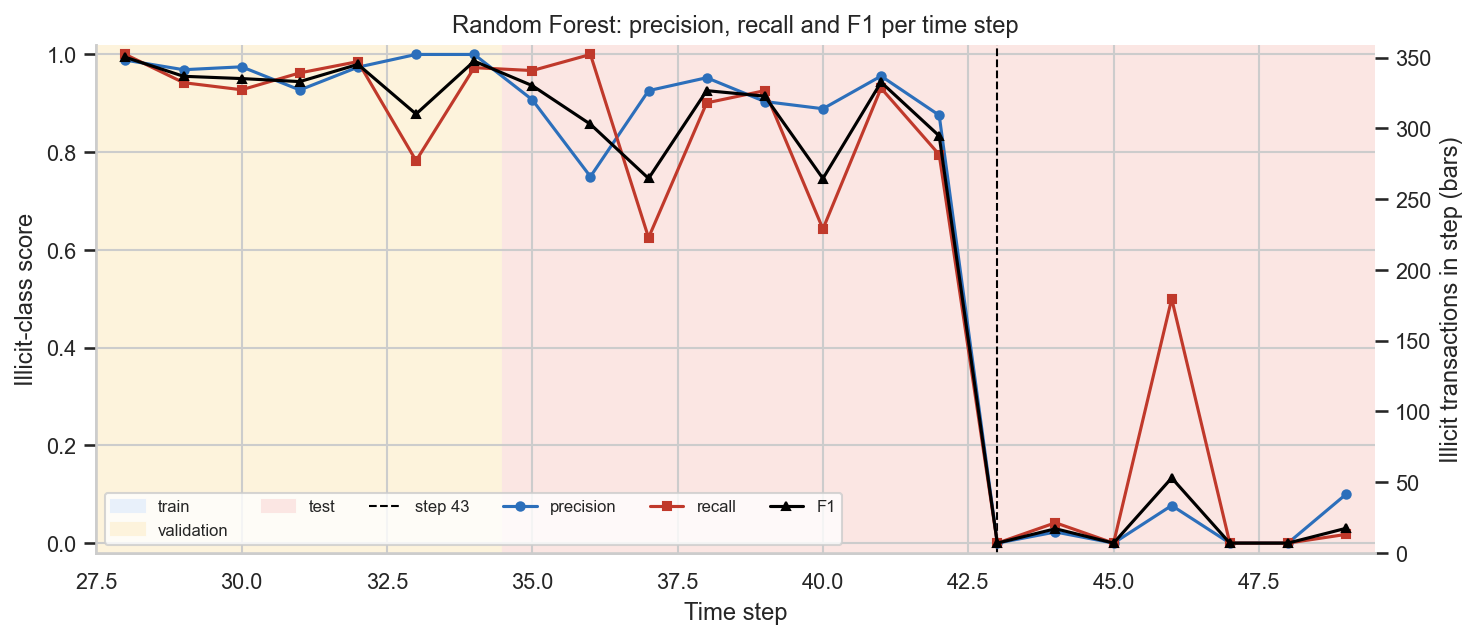 Random Forest: precision, recall and F1 per time step
1.0
0.8
0.6
0.4
0.2
0.0
Illicit-class score
350
300
250
200
150
100
50
0
Illicit transactions in step (bars)
train
validation
test
step 43
precision
recall
F1
27.5 30.0 32.5 35.0 37.5 40.0 42.5 45.0 47.5
Time step